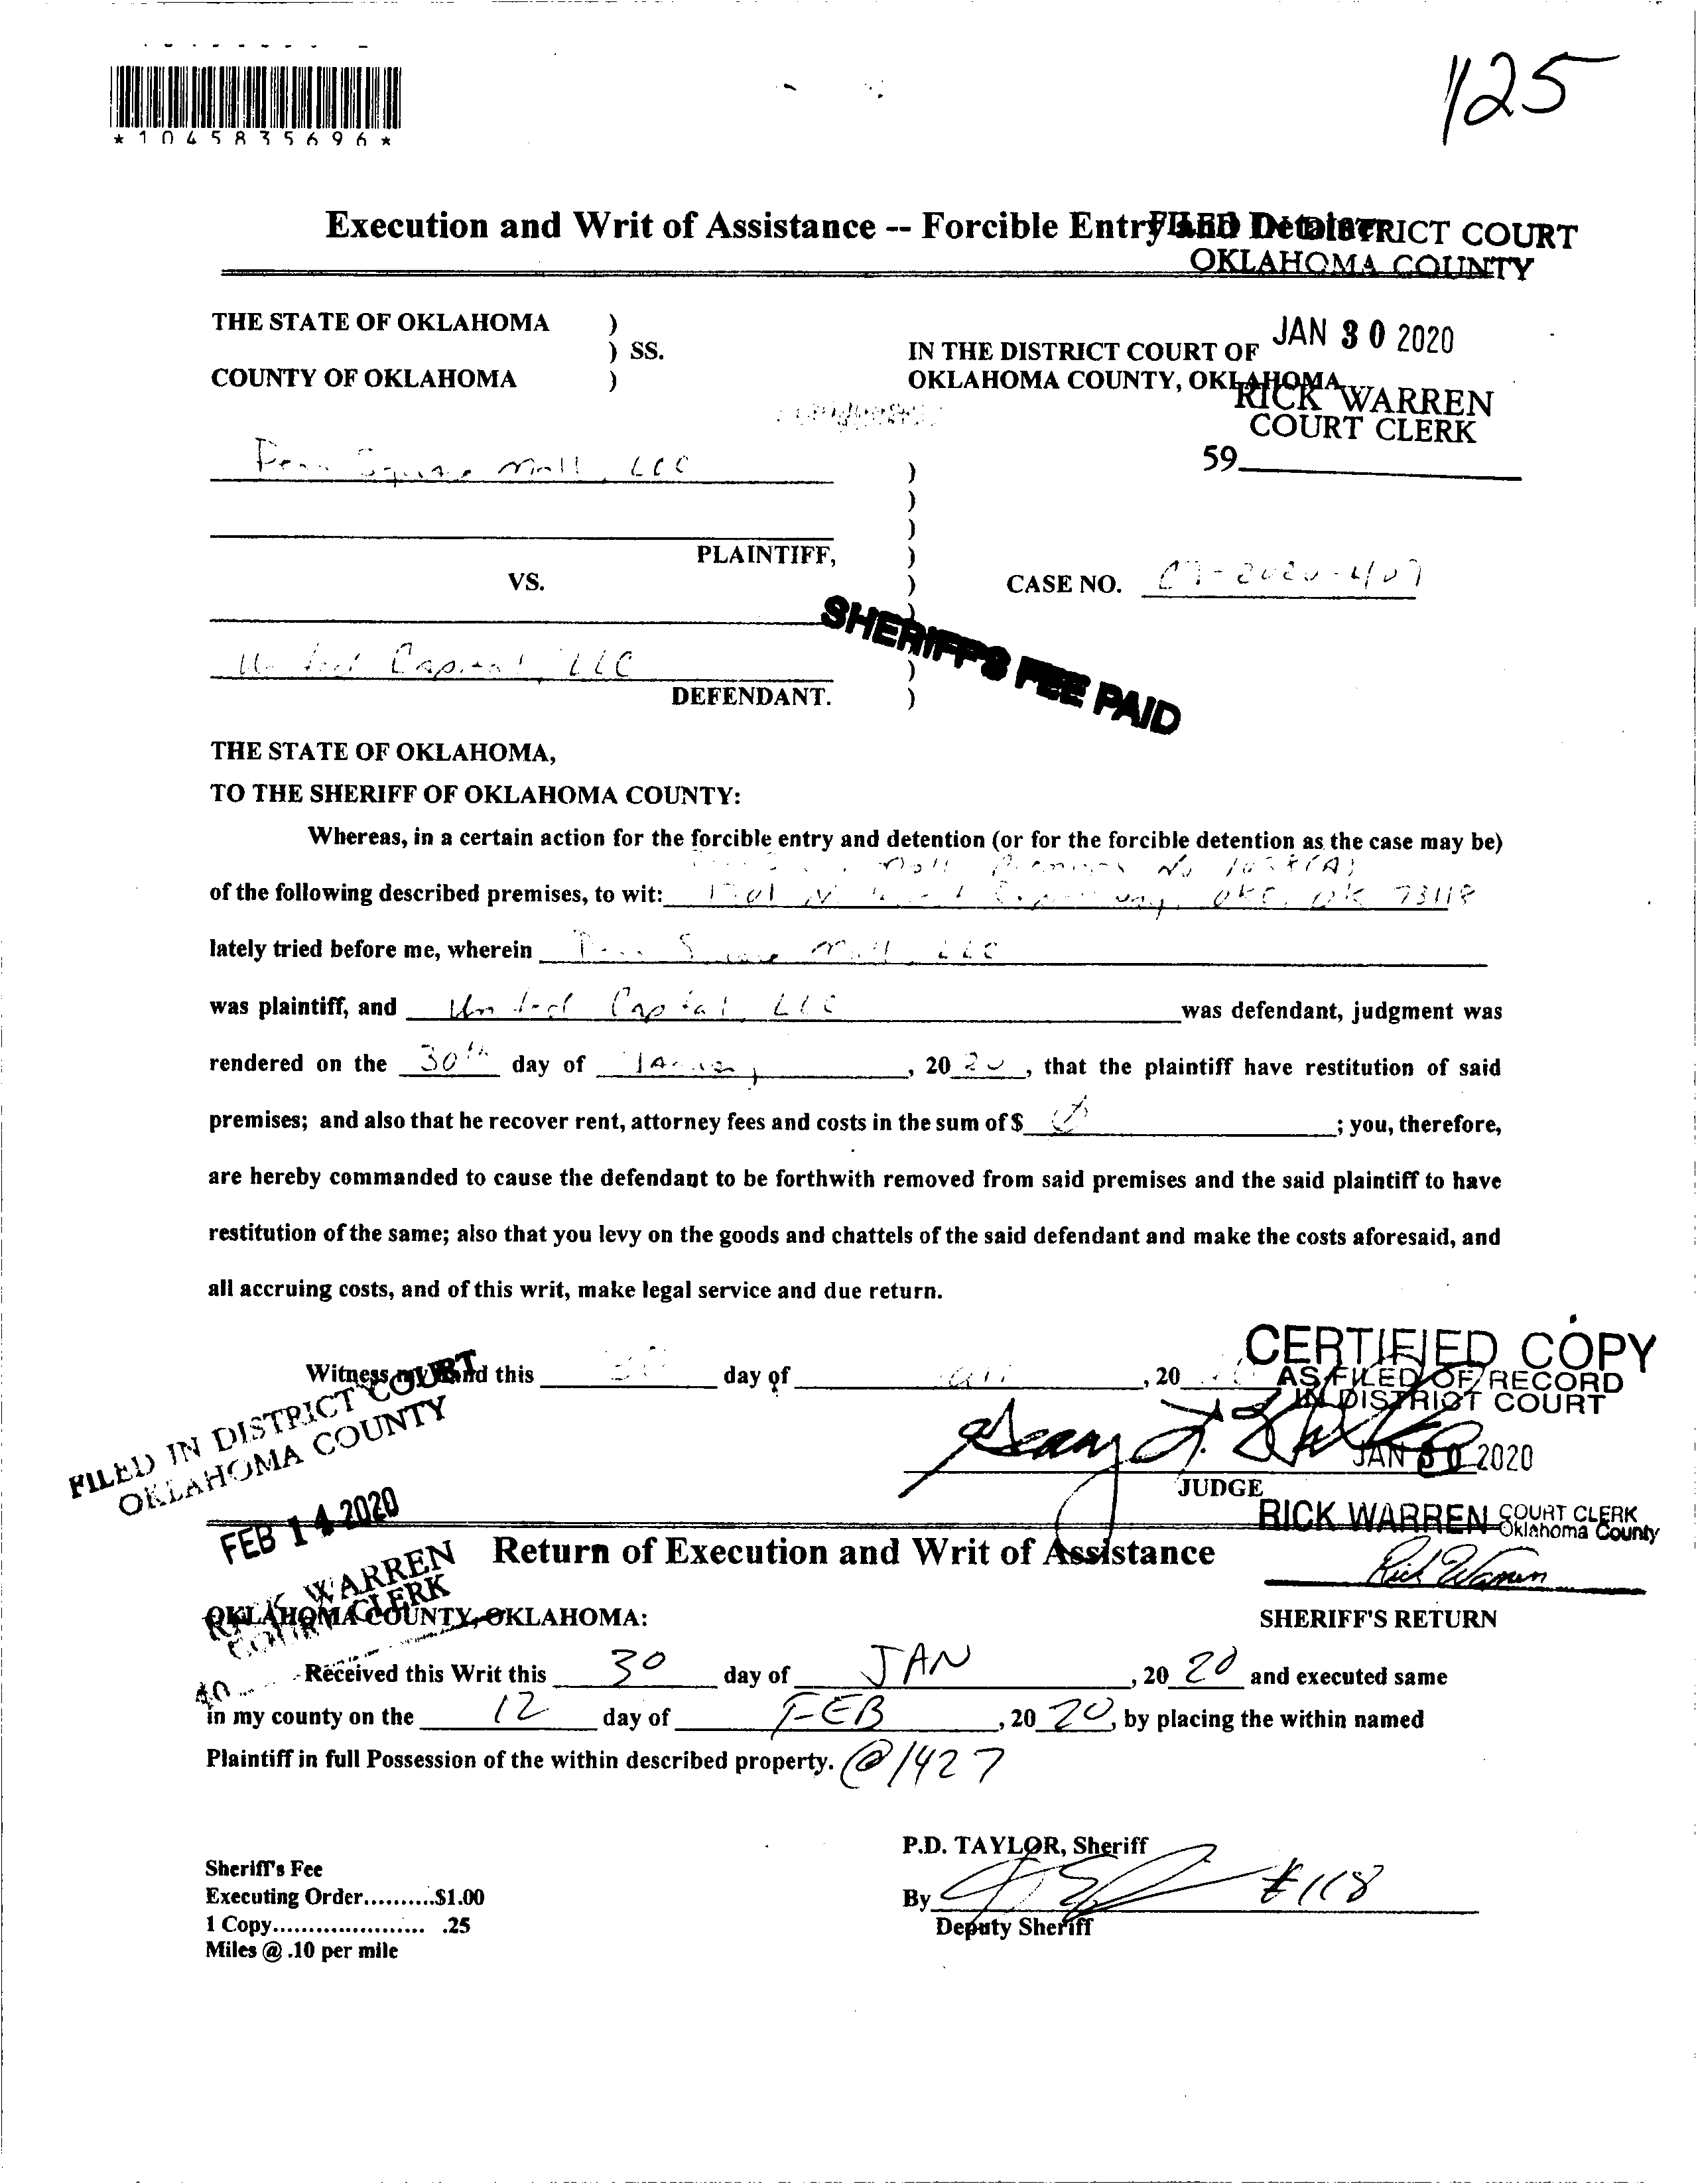 *1045835696*
1125
Execution and Writ of Assistance -- Forcible Entry and Detainer
FILED IN DISTRICT COURT
OKLAHOMA COUNTY
JAN 30 2020
RICK WARREN
COURT CLERK
59
THE STATE OF OKLAHOMA )
) SS.
COUNTY OF OKLAHOMA )
IN THE DISTRICT COURT OF
OKLAHOMA COUNTY, OKLAHOMA
Penn Square Mall, LLC )
)
)
PLAINTIFF, )
VS. )
CASE NO. -2020-407
SHERIFF'S FEE PAID
United Capital, LLC )
DEFENDANT. )
THE STATE OF OKLAHOMA,
TO THE SHERIFF OF OKLAHOMA COUNTY:
Whereas, in a certain action for the forcible entry and detention (or for the forcible detention as the case may be)
Mall Premises No
of the following described premises, to wit: Expressway, OKC, OK 73118
lately tried before me, wherein Penn Square Mall, LLC
was plaintiff, and United Capital, LLC was defendant, judgment was
rendered on the 30th day of January, 2020, that the plaintiff have restitution of said
premises; and also that he recover rent, attorney fees and costs in the sum of $ ; you, therefore,
are hereby commanded to cause the defendant to be forthwith removed from said premises and the said plaintiff to have
restitution of the same; also that you levy on the goods and chattels of the said defendant and make the costs aforesaid, and
all accruing costs, and of this writ, make legal service and due return.
Witness my hand this 30 day of Jan, 20
CERTIFIED COPY
AS FILED OF RECORD
IN DISTRICT COURT
JAN 30 2020
JUDGE
RICK WARREN COURT CLERK
Oklahoma County
Rick Warren
FILED IN DISTRICT COURT
OKLAHOMA COUNTY
FEB 14 2020
RICK WARREN
COURT CLERK
40
Return of Execution and Writ of Assistance
OKLAHOMA COUNTY, OKLAHOMA: SHERIFF'S RETURN
Received this Writ this 30 day of JAN, 20 20 and executed same
in my county on the 12 day of FEB, 20 20, by placing the within named
Plaintiff in full Possession of the within described property. @ 1427
P.D. TAYLOR, Sheriff
By #118
Deputy Sheriff
Sheriff's Fee
Executing Order..........$1.00
1 Copy...................... .25
Miles @ .10 per mile